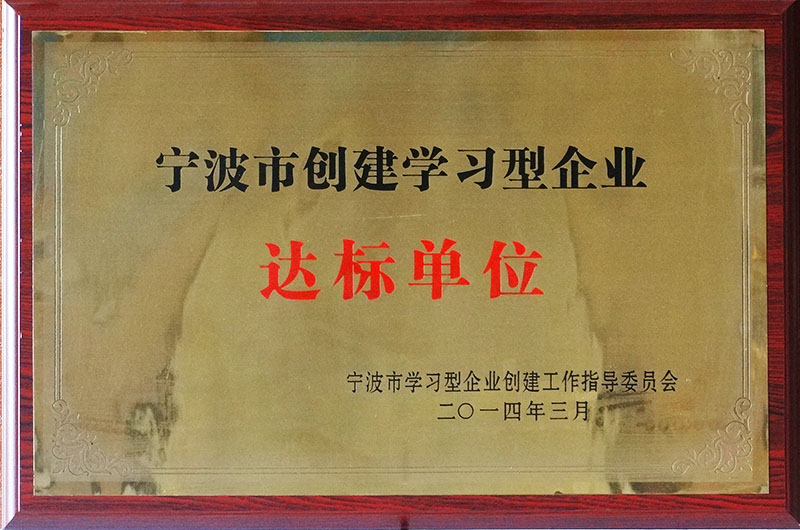 宁波市创建学习型企业
达标单位
宁波市学习型企业创建工作指导委员会
二〇一四年三月